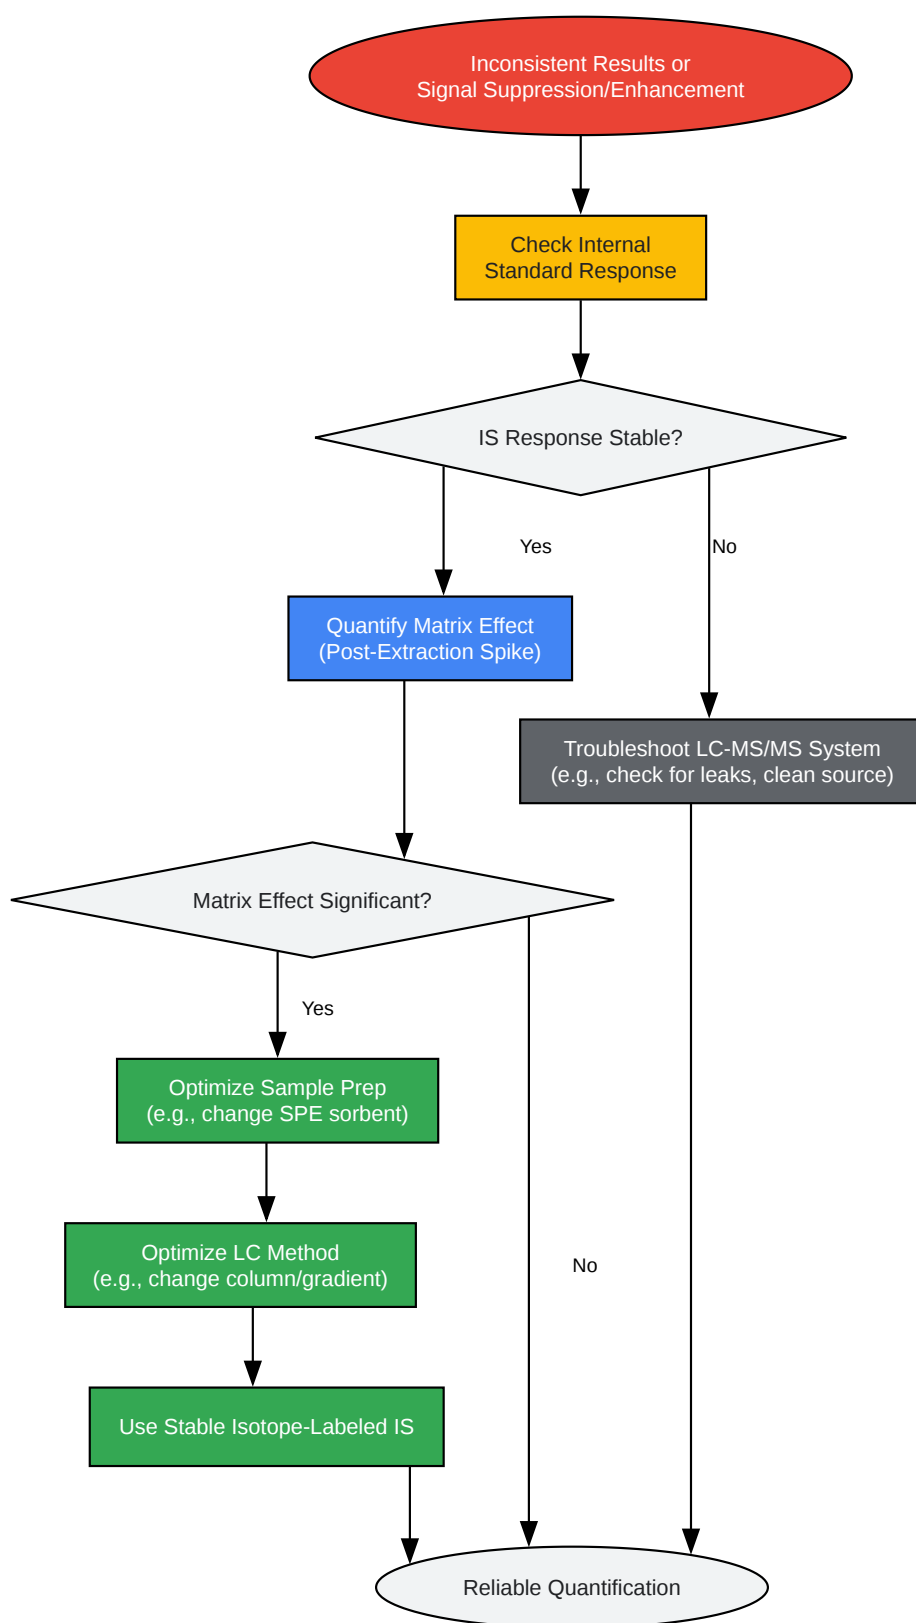 Inconsistent Results or
Signal Suppression/Enhancement
Check Internal
Standard Response
IS Response Stable?
Yes
No
Quantify Matrix Effect
(Post-Extraction Spike)
Troubleshoot LC-MS/MS System
(e.g., check for leaks, clean source)
Matrix Effect Significant?
Yes
Optimize Sample Prep
(e.g., change SPE sorbent)
Optimize LC Method
(e.g., change column/gradient)
No
Use Stable Isotope-Labeled IS
Reliable Quantification